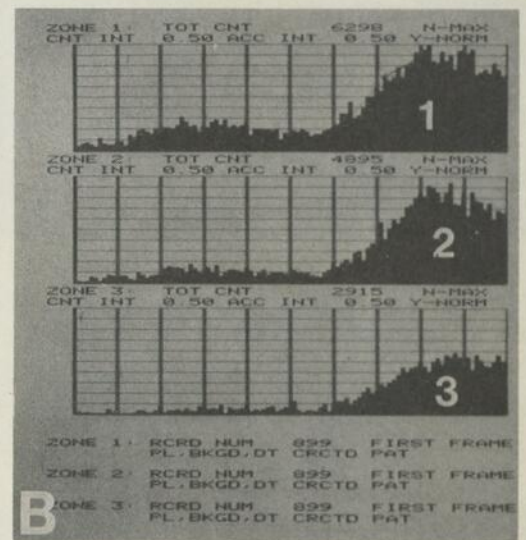 ZONE 1: TOT CNT 6298 N-MAX
CNT INT 0.50 ACC INT 0.50 Y-NORM
1
ZONE 2: TOT CNT 4895 N-MAX
CNT INT 0.50 ACC INT 0.50 Y-NORM
2
ZONE 3: TOT CNT 2915 N-MAX
CNT INT 0.50 ACC INT 0.50 Y-NORM
3
ZONE 1: RCRD NUM 899 FIRST FRAME
PL,BKGD,DT CRCTD PAT
ZONE 2: RCRD NUM 899 FIRST FRAME
PL,BKGD,DT CRCTD PAT
ZONE 3: RCRD NUM 899 FIRST FRAME
PL,BKGD,DT CRCTD PAT
B